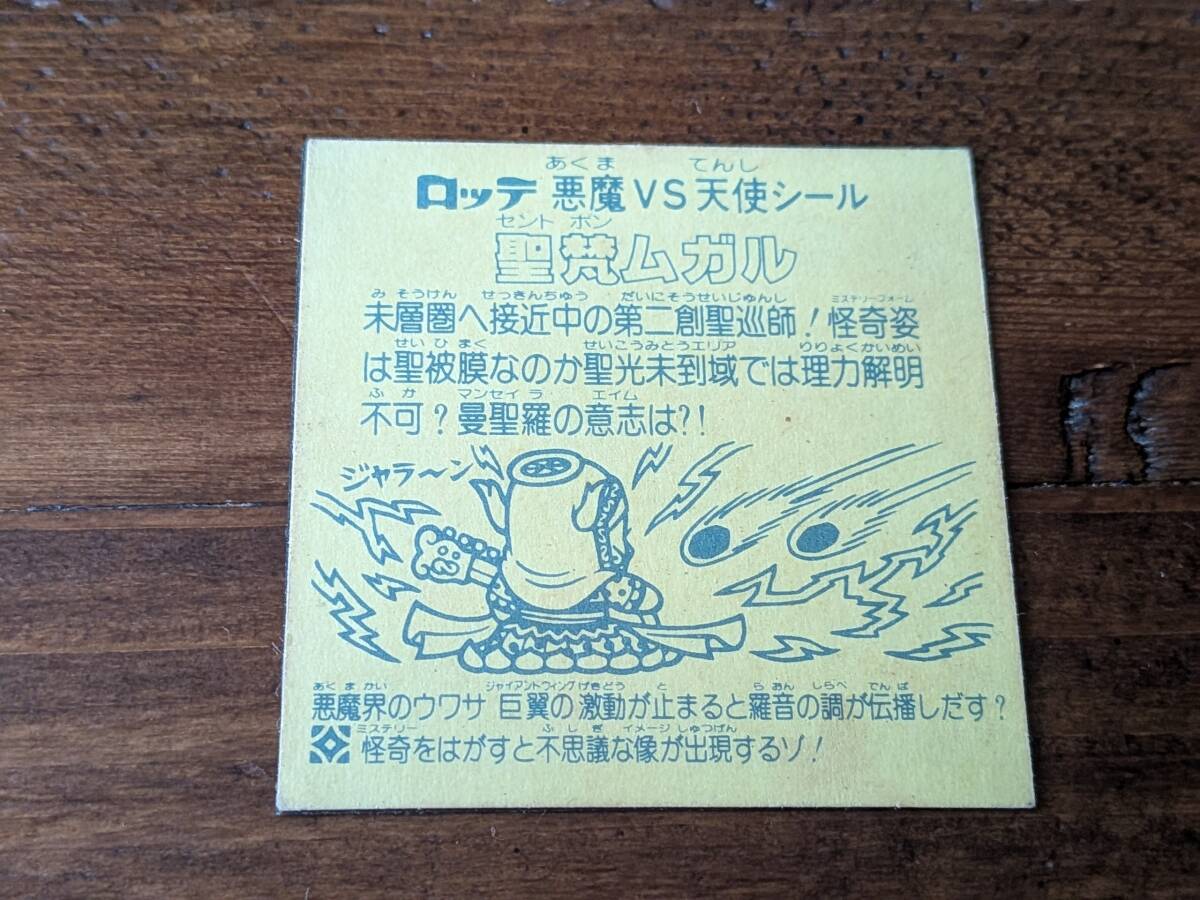 あくま てんし
ロッテ 悪魔VS天使シール
セント ボン
聖梵ムガル
みそうけん せっきんちゅう だいにそうせいじゅんし ミステリーフォーム
未層圏へ接近中の第二創聖巡師!怪奇姿
せいひまく せいこうみとうエリア りりょくかいめい
は聖被膜なのか聖光未到域では理力解明
ふか マンセイラ エイム
不可?曼聖羅の意志は?!
ジャラ〜ン
あくまかい ジャイアントウィング げきどう と らおん しらべ でんぱ
悪魔界のウワサ 巨翼の激動が止まると羅音の調が伝播しだす?
ミステリー ふしぎ イメージ しゅつげん
怪奇をはがすと不思議な像が出現するゾ!